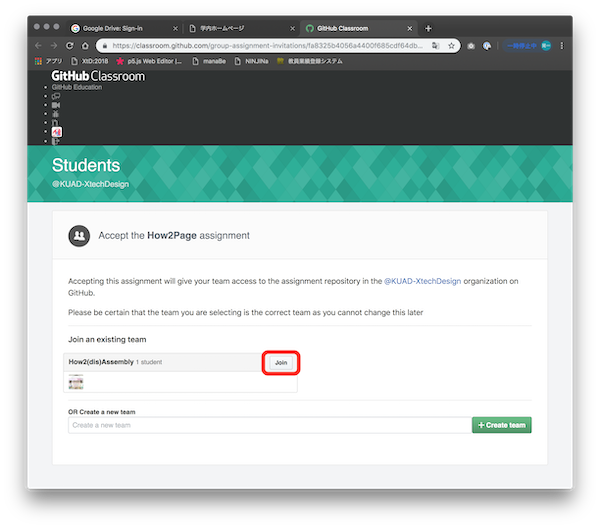 Google Drive: Sign-in
学内ホームページ
GitHub Classroom
https://classroom.github.com/group-assignment-invitations/fa8325b4056a4400f685cdf64db...
一時停止中
アプリ
XtD:2018
p5.js Web Editor |...
manaBe
NINJINe
教員業績登録システム
GitHub Classroom
GitHub Education
Students
@KUAD-XtechDesign
Accept the How2Page assignment
Accepting this assignment will give your team access to the assignment repository in the @KUAD-XtechDesign organization on
GitHub.
Please be certain that the team you are selecting is the correct team as you cannot change this later
Join an existing team
How2(dis)Assembly 1 student
Join
OR Create a new team
Create a new team
+ Create team